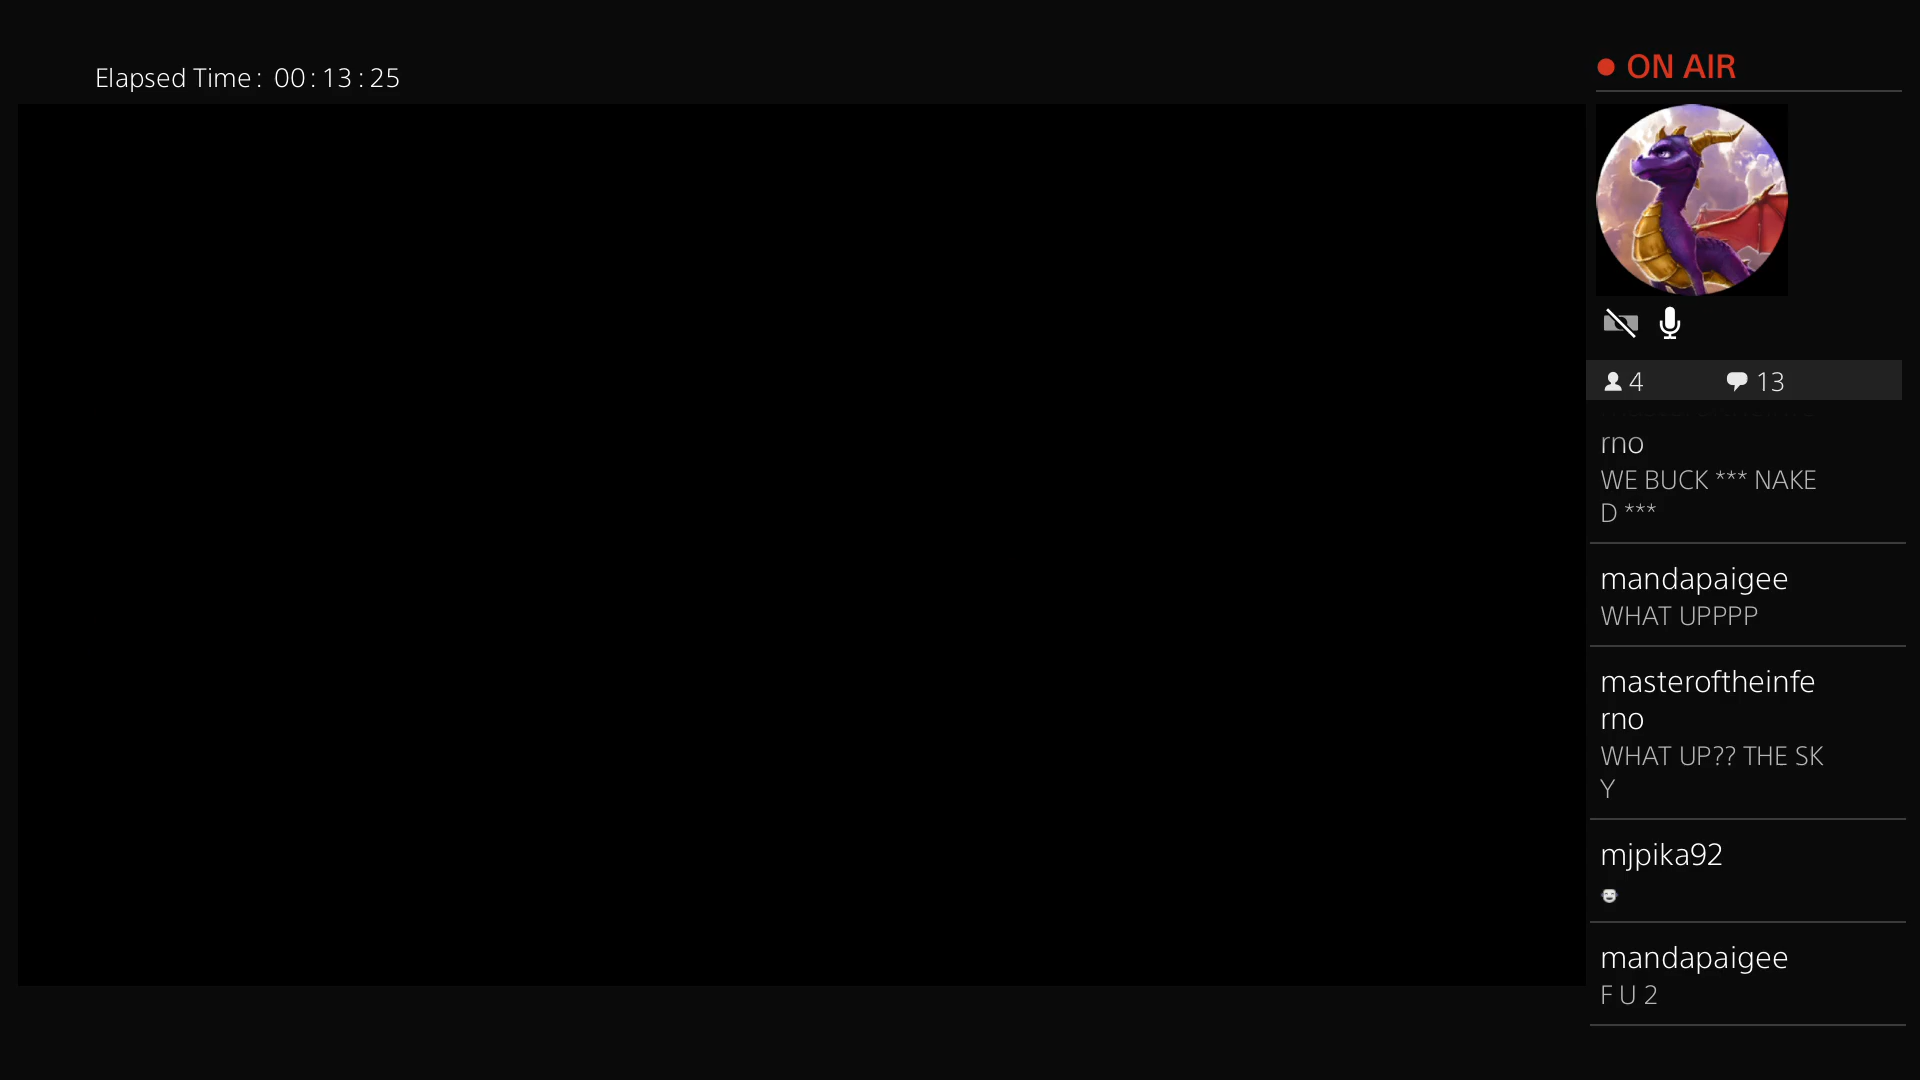 Elapsed Time: 00:13:25
ON AIR
4 13
rno
WE BUCK *** NAKE
D ***
mandapaigee
WHAT UPPPP
masteroftheinfe
rno
WHAT UP?? THE SK
Y
mjpika92
mandapaigee
F U 2